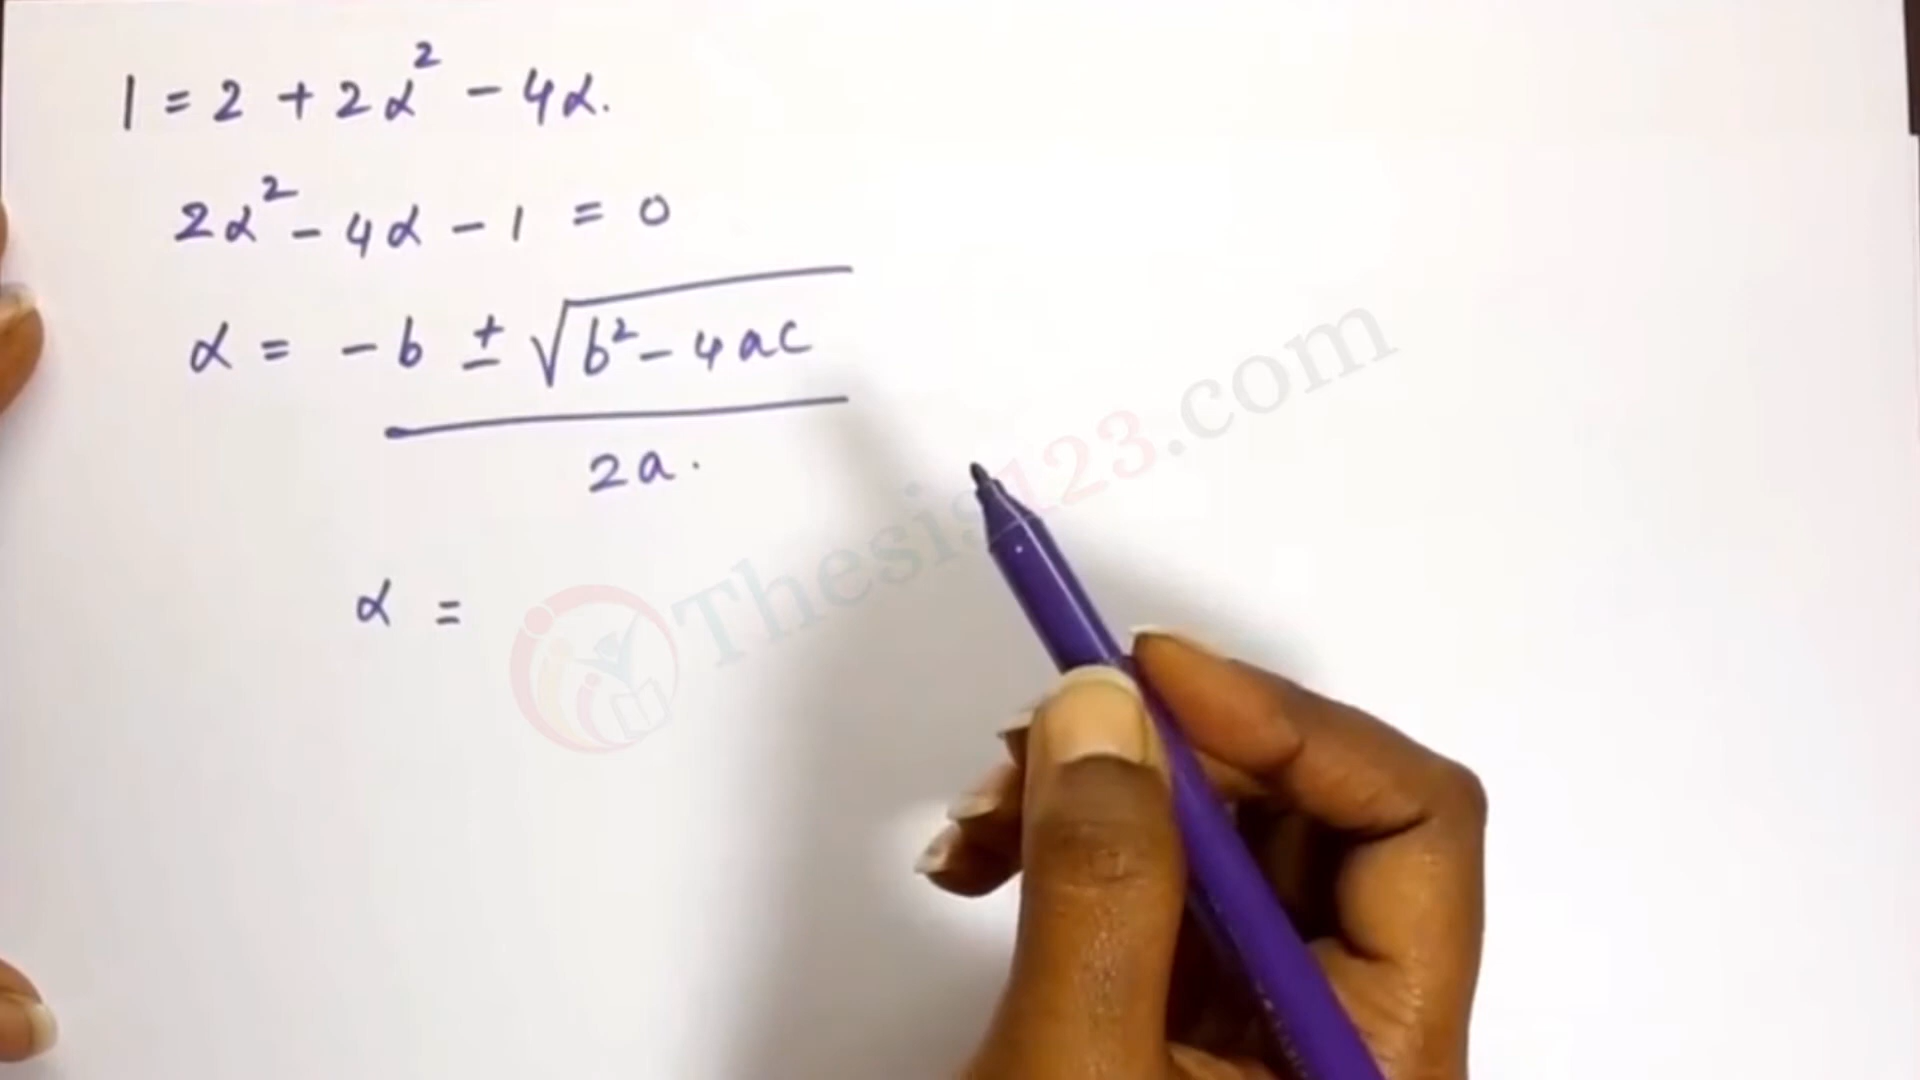 1 = 2 + 2α² - 4α.
2α² - 4α - 1 = 0
α = -b ± √b² - 4ac
2a.
α =
Thesis123.com